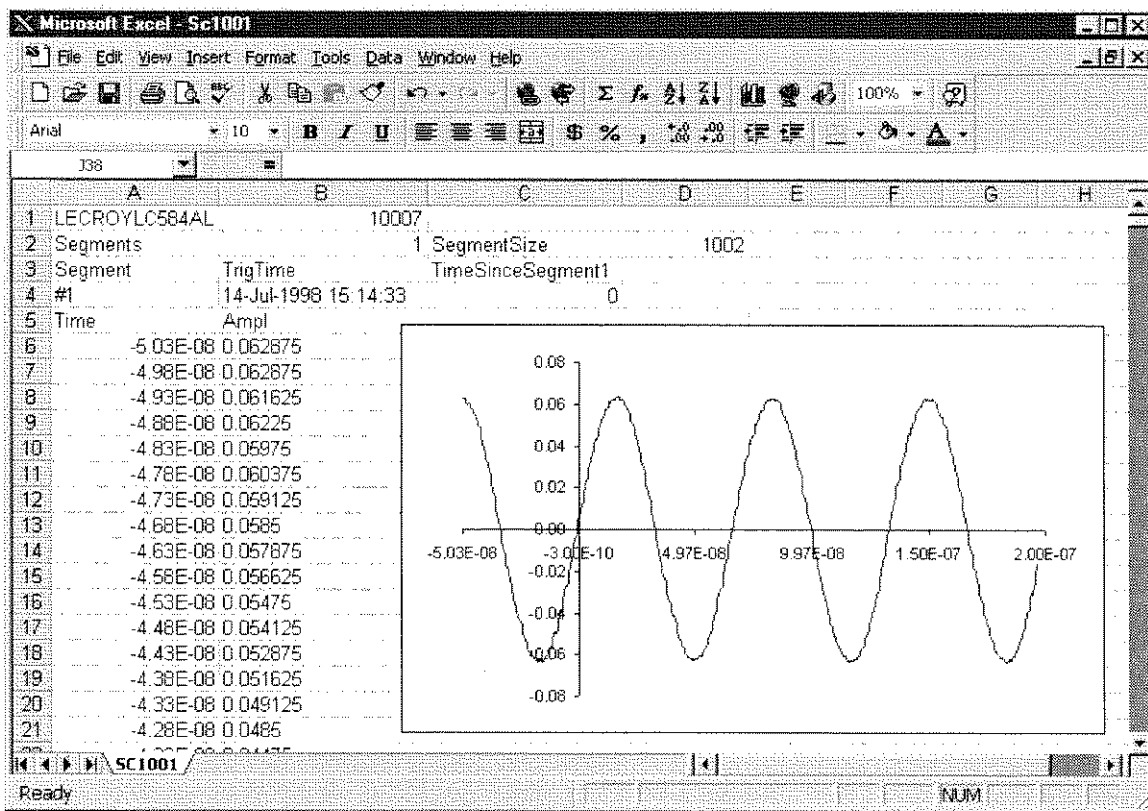 Microsoft Excel - Sc1001
File Edit View Insert Format Tools Data Window Help
100%
Arial 10 B I U $ % ,
J38 =
A B C D E F G H
1 LECROYLC584AL 10007
2 Segments 1 SegmentSize 1002
3 Segment TrigTime TimeSinceSegment1
4 #1 14-Jul-1998 15:14:33 0
5 Time Ampl
6 -5.03E-08 0.062875
7 -4.98E-08 0.062875
8 -4.93E-08 0.061625
9 -4.88E-08 0.06225
10 -4.83E-08 0.05975
11 -4.78E-08 0.060375
12 -4.73E-08 0.059125
13 -4.68E-08 0.0585
14 -4.63E-08 0.057875
15 -4.58E-08 0.056625
16 -4.53E-08 0.05475
17 -4.48E-08 0.054125
18 -4.43E-08 0.052875
19 -4.38E-08 0.051625
20 -4.33E-08 0.049125
21 -4.28E-08 0.0485
0.08
0.06
0.04
0.02
0.00
-5.03E-08 -3.00E-10 4.97E-08 9.97E-08 1.50E-07 2.00E-07
-0.02
-0.04
-0.06
-0.08
SC1001
Ready NUM